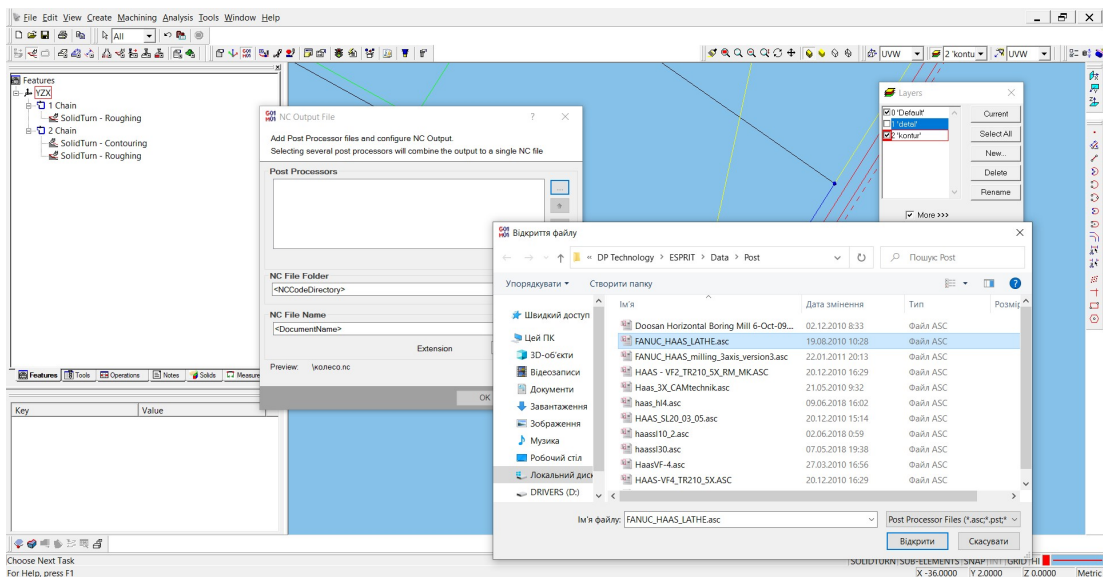 File Edit View Create Machining Analysis Tools Window Help
All
UVW
2 'kontu
UVW
Features
YZX
1 Chain
SolidTurn - Roughing
2 Chain
SolidTurn - Contouring
SolidTurn - Roughing
Features Tools Operations Notes Solids Measure
Key Value
NC Output File
Add Post Processor files and configure NC Output.
Selecting several post processors will combine the output to a single NC file
Post Processors
NC File Folder
<NCCodeDirectory>
NC File Name
<DocumentName>
Extension
Preview: \колесо.nc
OK
Layers
0 'Default'
1 'detal'
2 'kontur'
Current
Select All
New...
Delete
Rename
More >>>
Відкриття файлу
« DP Technology > ESPRIT > Data > Post
Пошук: Post
Упорядкувати Створити папку
Швидкий доступ
Цей ПК
3D-об'єкти
Відеозаписи
Документи
Завантаження
Зображення
Музика
Робочий стіл
Локальний диск
DRIVERS (D:)
Ім'я Дата змінення Тип Розмір
Doosan Horizontal Boring Mill 6-Oct-09.... 02.12.2010 8:33 Файл ASC
FANUC_HAAS_LATHE.asc 19.08.2010 10:28 Файл ASC
FANUC_HAAS_milling_3axis_version3.asc 22.01.2011 20:13 Файл ASC
HAAS - VF2_TR210_5X_RM_MK.ASC 20.12.2010 16:29 Файл ASC
Haas_3X_CAMtechnik.asc 21.05.2010 9:32 Файл ASC
haas_hl4.asc 09.06.2018 16:02 Файл ASC
HAAS_SL20_03_05.asc 20.12.2010 15:14 Файл ASC
haassl10_2.asc 02.06.2018 0:59 Файл ASC
haassl30.asc 07.05.2018 19:38 Файл ASC
HaasVF-4.asc 27.03.2010 16:56 Файл ASC
HAAS-VF4_TR210_5X.ASC 20.12.2010 16:29 Файл ASC
Ім'я файлу: FANUC_HAAS_LATHE.asc
Post Processor Files (*.asc;*.pst;*
Відкрити Скасувати
Choose Next Task
SOLIDTURN SUB-ELEMENTS SNAP INT GRID HI
For Help, press F1
X -36.0000 Y 2.0000 Z 0.0000 Metric